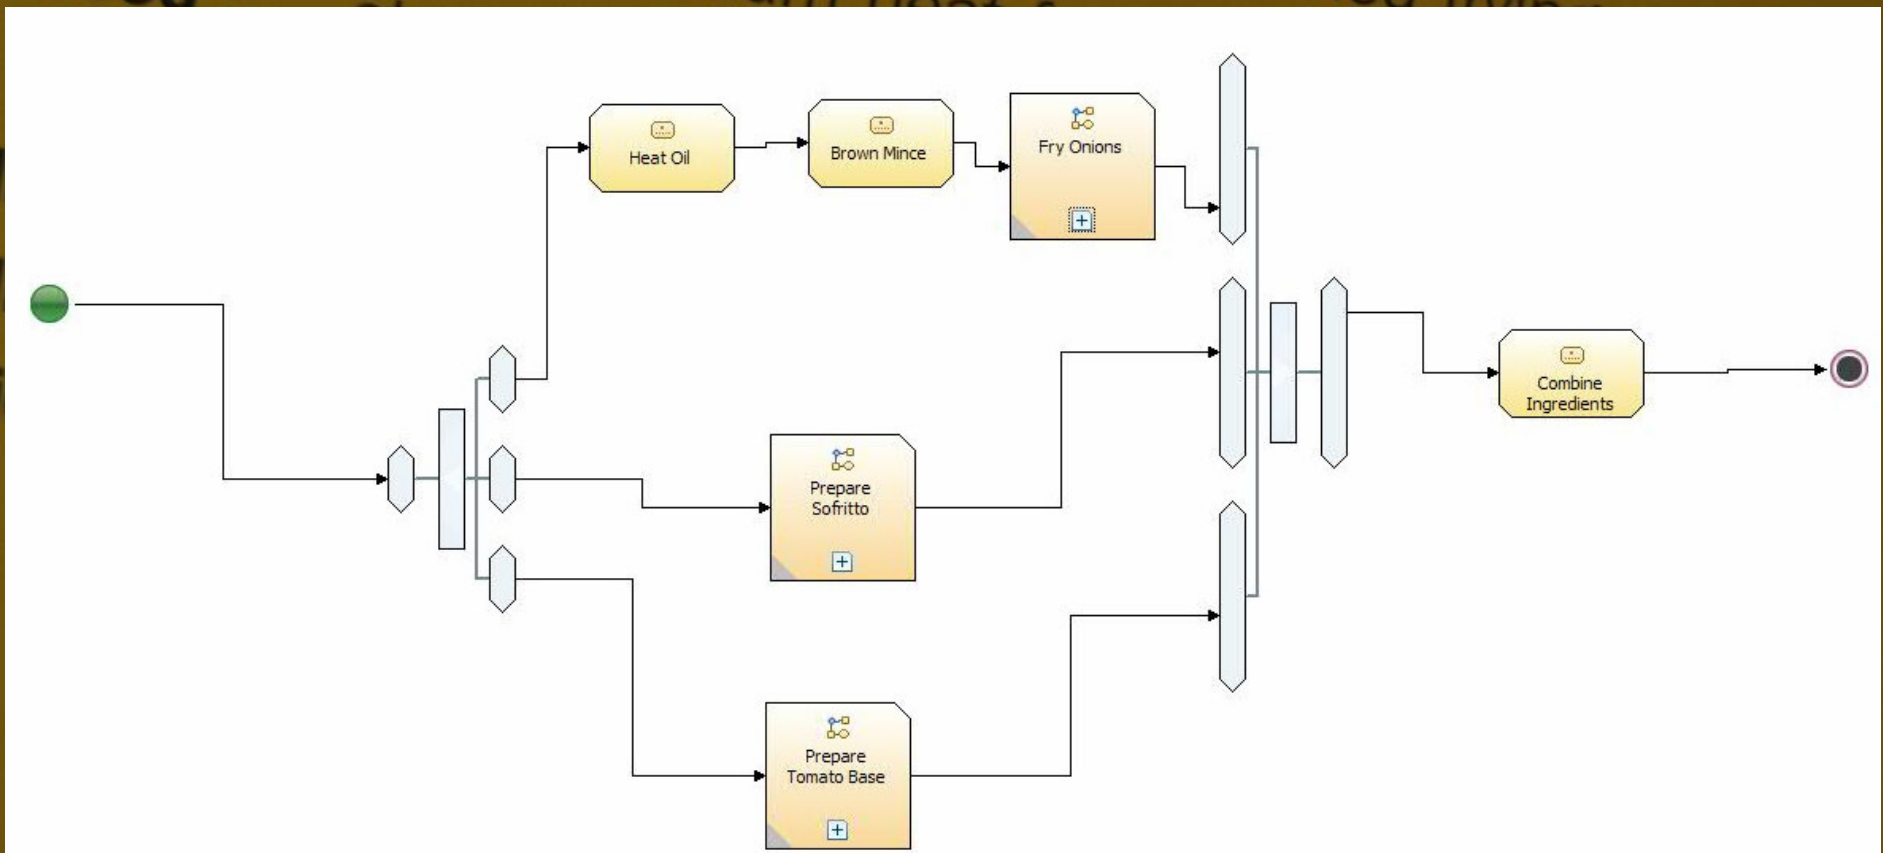 Heat Oil
Brown Mince
Fry Onions
Prepare
Sofritto
Prepare
Tomato Base
Combine
Ingredients